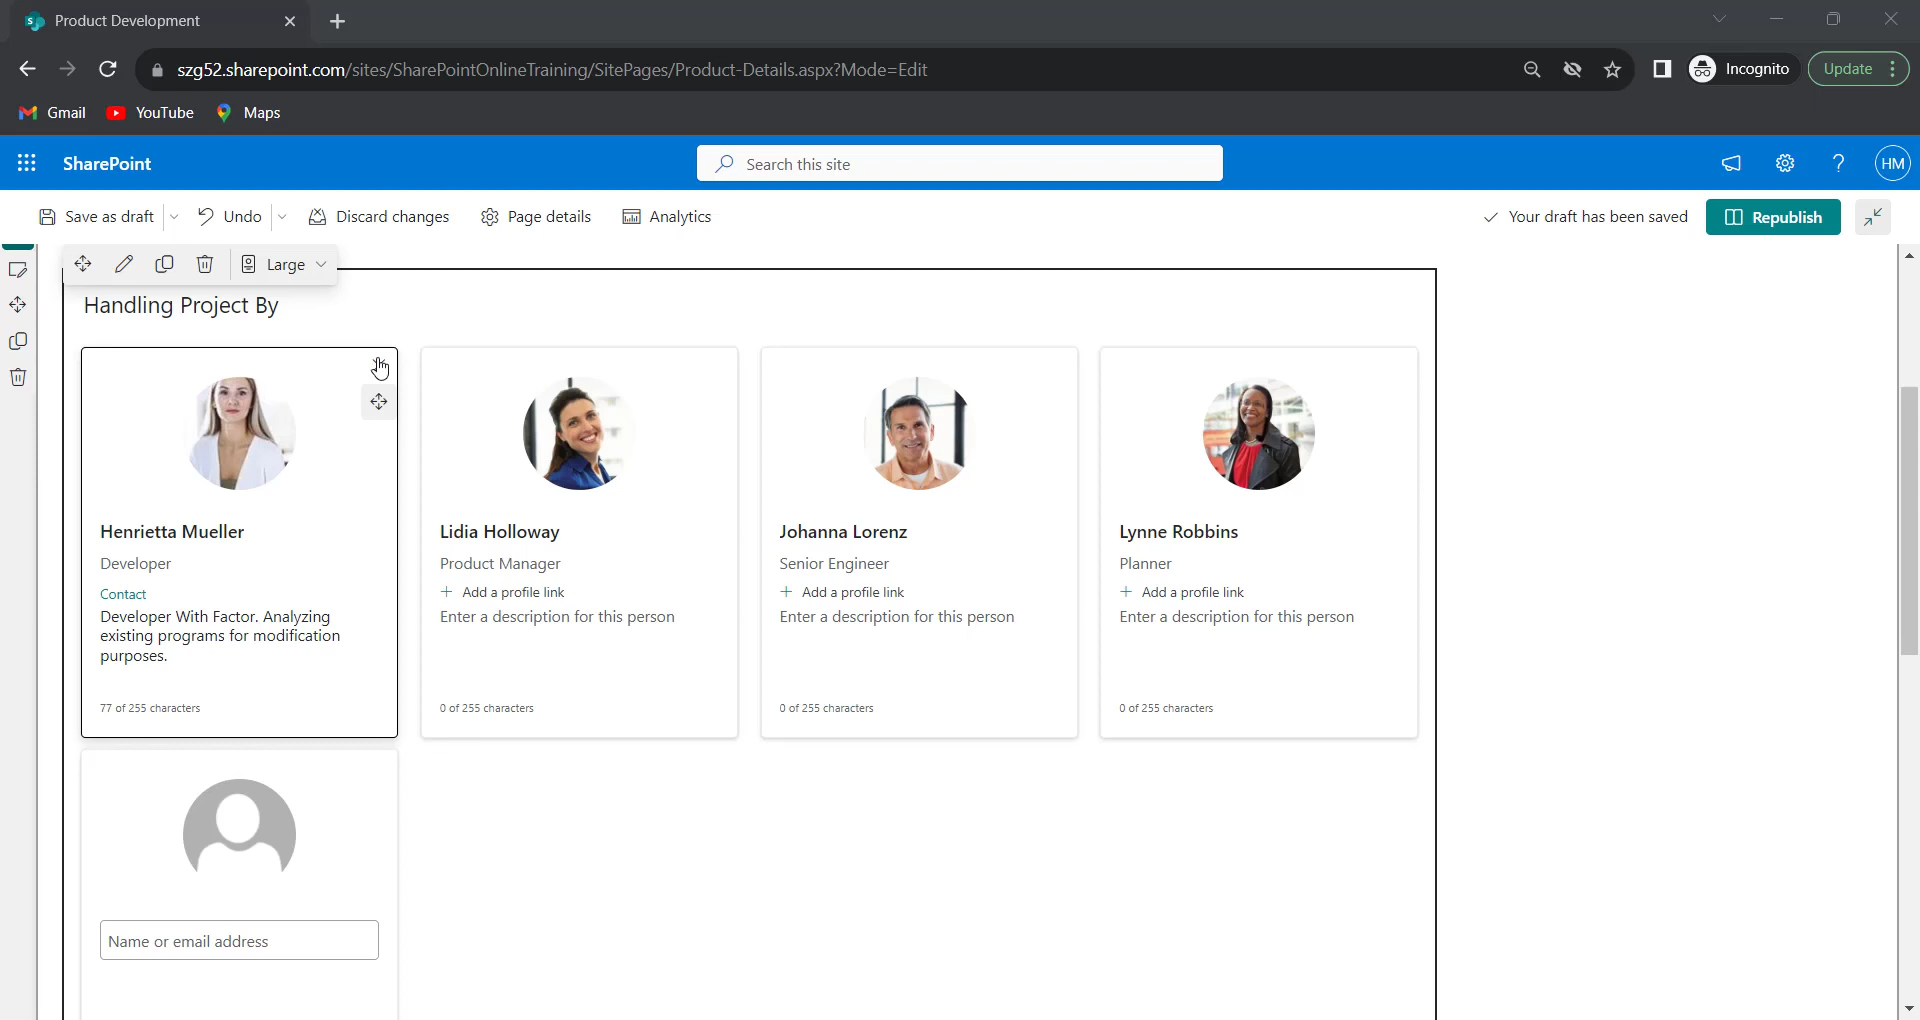 Product Development
szg52.sharepoint.com/sites/SharePointOnlineTraining/SitePages/Product-Details.aspx?Mode=Edit
Incognito
Update
Gmail
YouTube
Maps
SharePoint
Search this site
HM
Save as draft
Undo
Discard changes
Page details
Analytics
Your draft has been saved
Republish
Large
Handling Project By
Henrietta Mueller
Developer
Contact
Developer With Factor. Analyzing
existing programs for modification
purposes.
77 of 255 characters
Lidia Holloway
Product Manager
Add a profile link
Enter a description for this person
0 of 255 characters
Johanna Lorenz
Senior Engineer
Add a profile link
Enter a description for this person
0 of 255 characters
Lynne Robbins
Planner
Add a profile link
Enter a description for this person
0 of 255 characters
Name or email address